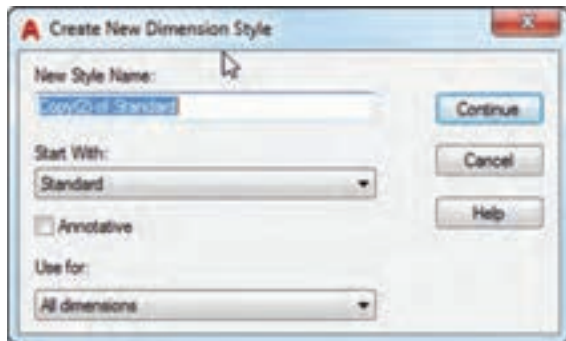 A Create New Dimension Style
New Style Name:
Copy(2) of Standard
Continue
Start With:
Cancel
Standard
Help
Annotative
Use for:
All dimensions